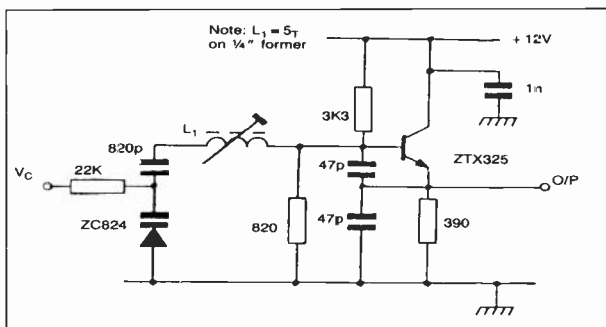 Note: L1 = 5T
on ¼" former
+ 12V
1n
3K3
L1
820p
ZTX325
47p
22K
VC
O/P
ZC824
820
47p
390